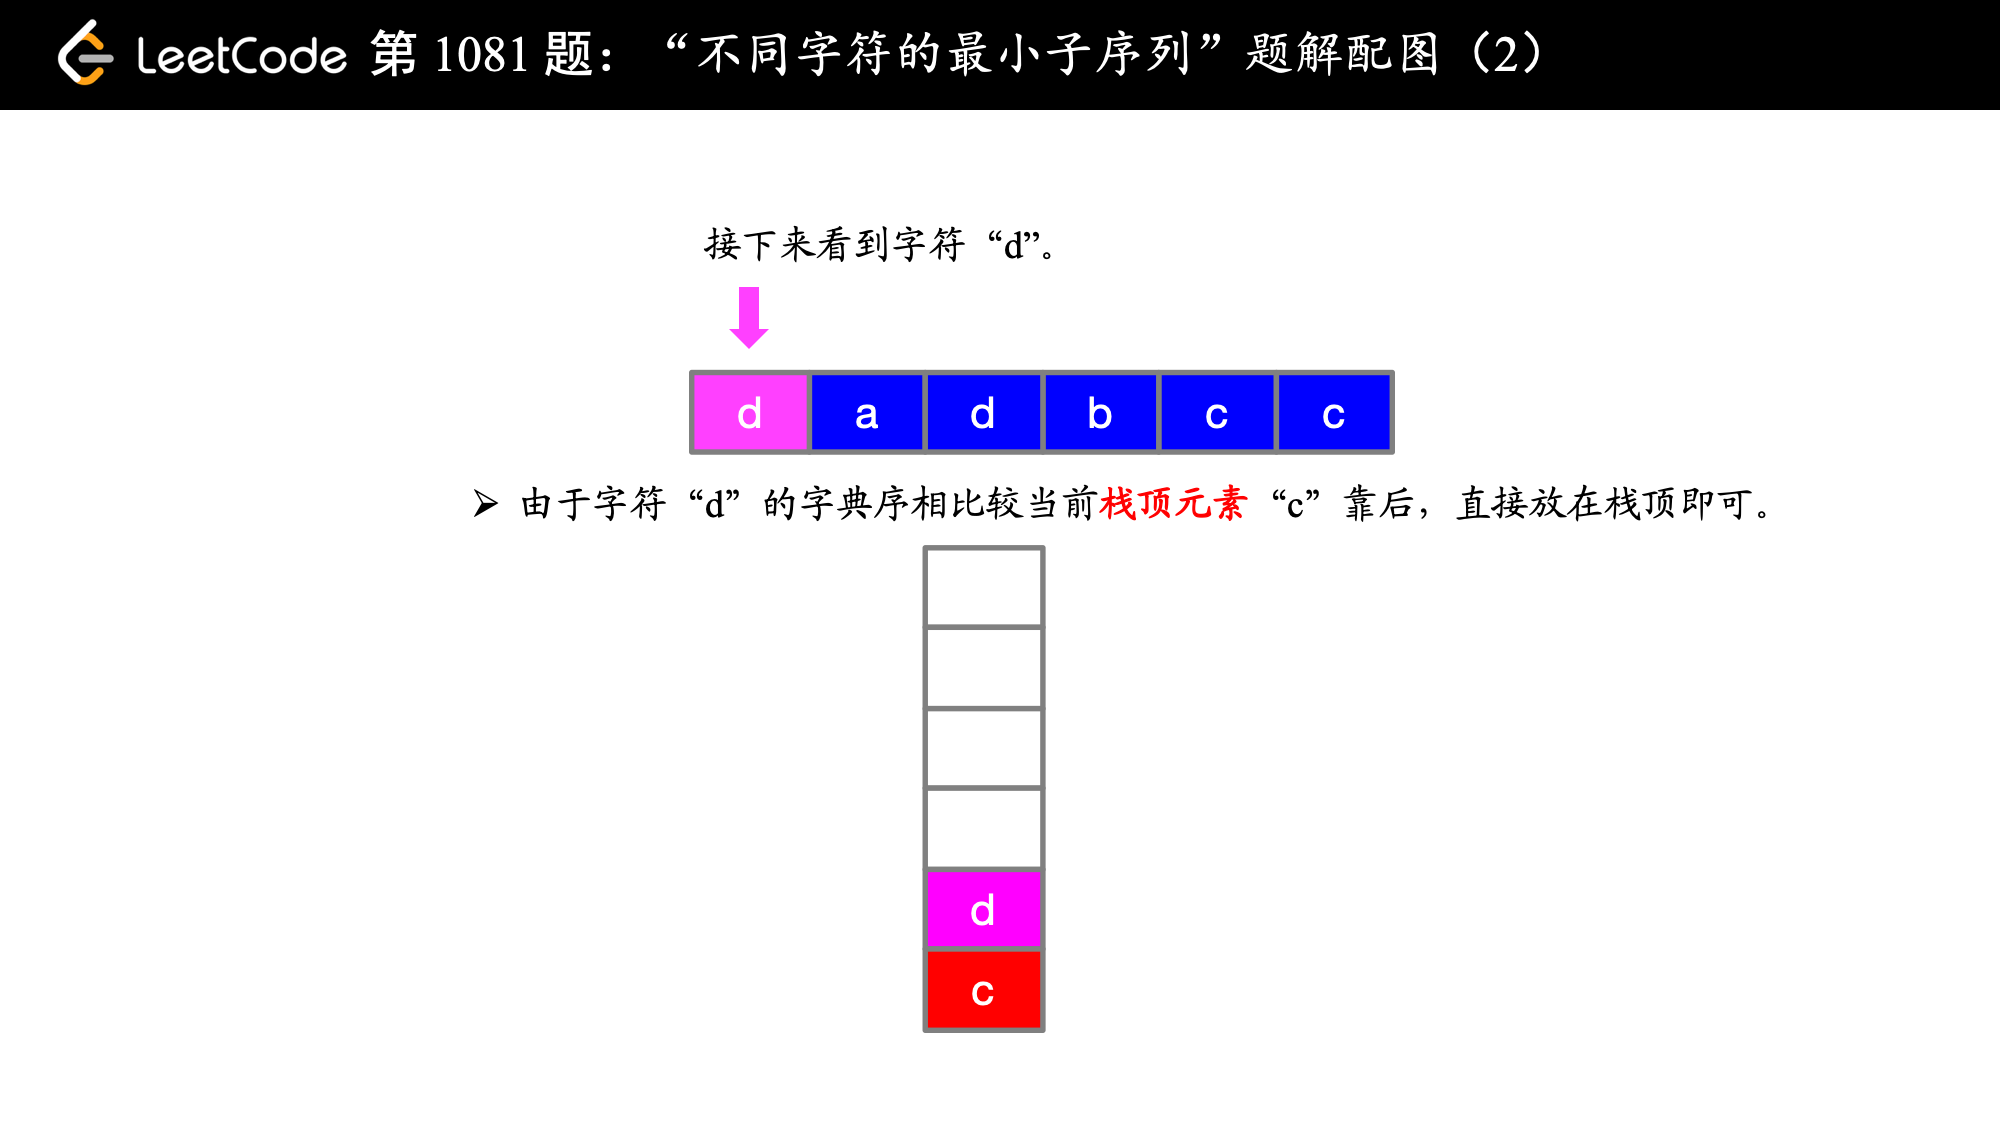 LeetCode 第 1081 题：“不同字符的最小子序列”题解配图（2）
接下来看到字符“d”。
d a d b c c
➢ 由于字符“d”的字典序相比较当前栈顶元素“c”靠后，直接放在栈顶即可。
d
c